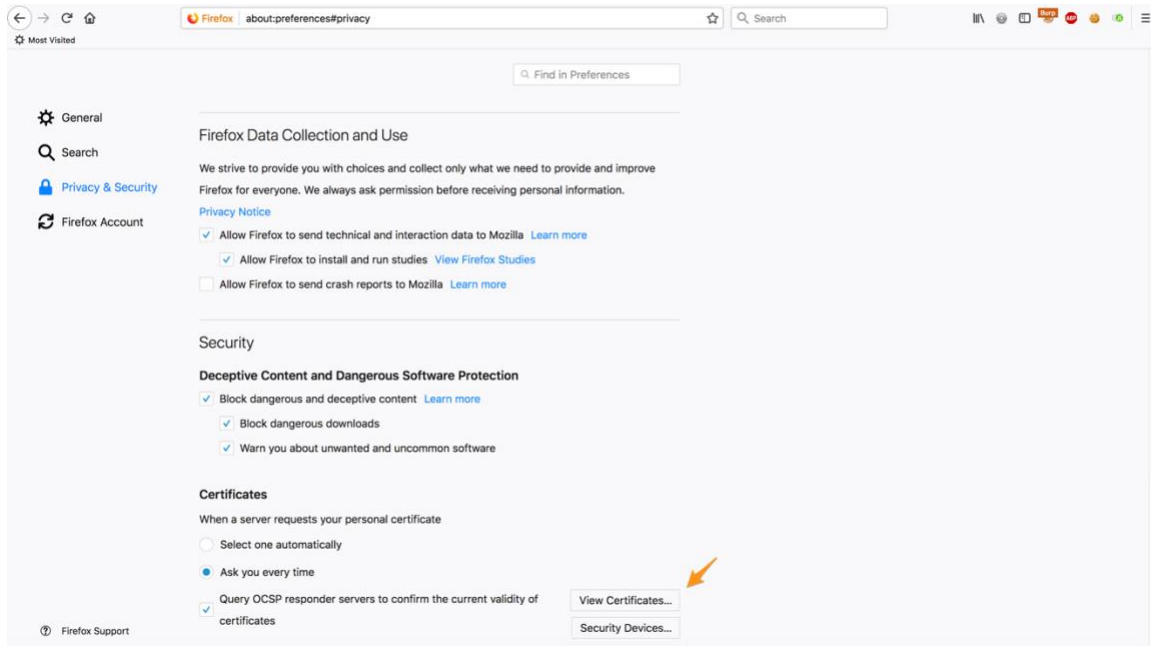 Firefox about:preferences#privacy Search Burp ABP
Most Visited
Find in Preferences
General
Search
Privacy & Security
Firefox Account
Firefox Data Collection and Use
We strive to provide you with choices and collect only what we need to provide and improve
Firefox for everyone. We always ask permission before receiving personal information.
Privacy Notice
Allow Firefox to send technical and interaction data to Mozilla Learn more
Allow Firefox to install and run studies View Firefox Studies
Allow Firefox to send crash reports to Mozilla Learn more
Security
Deceptive Content and Dangerous Software Protection
Block dangerous and deceptive content Learn more
Block dangerous downloads
Warn you about unwanted and uncommon software
Certificates
When a server requests your personal certificate
Select one automatically
Ask you every time
Query OCSP responder servers to confirm the current validity of
certificates
View Certificates...
Security Devices...
Firefox Support